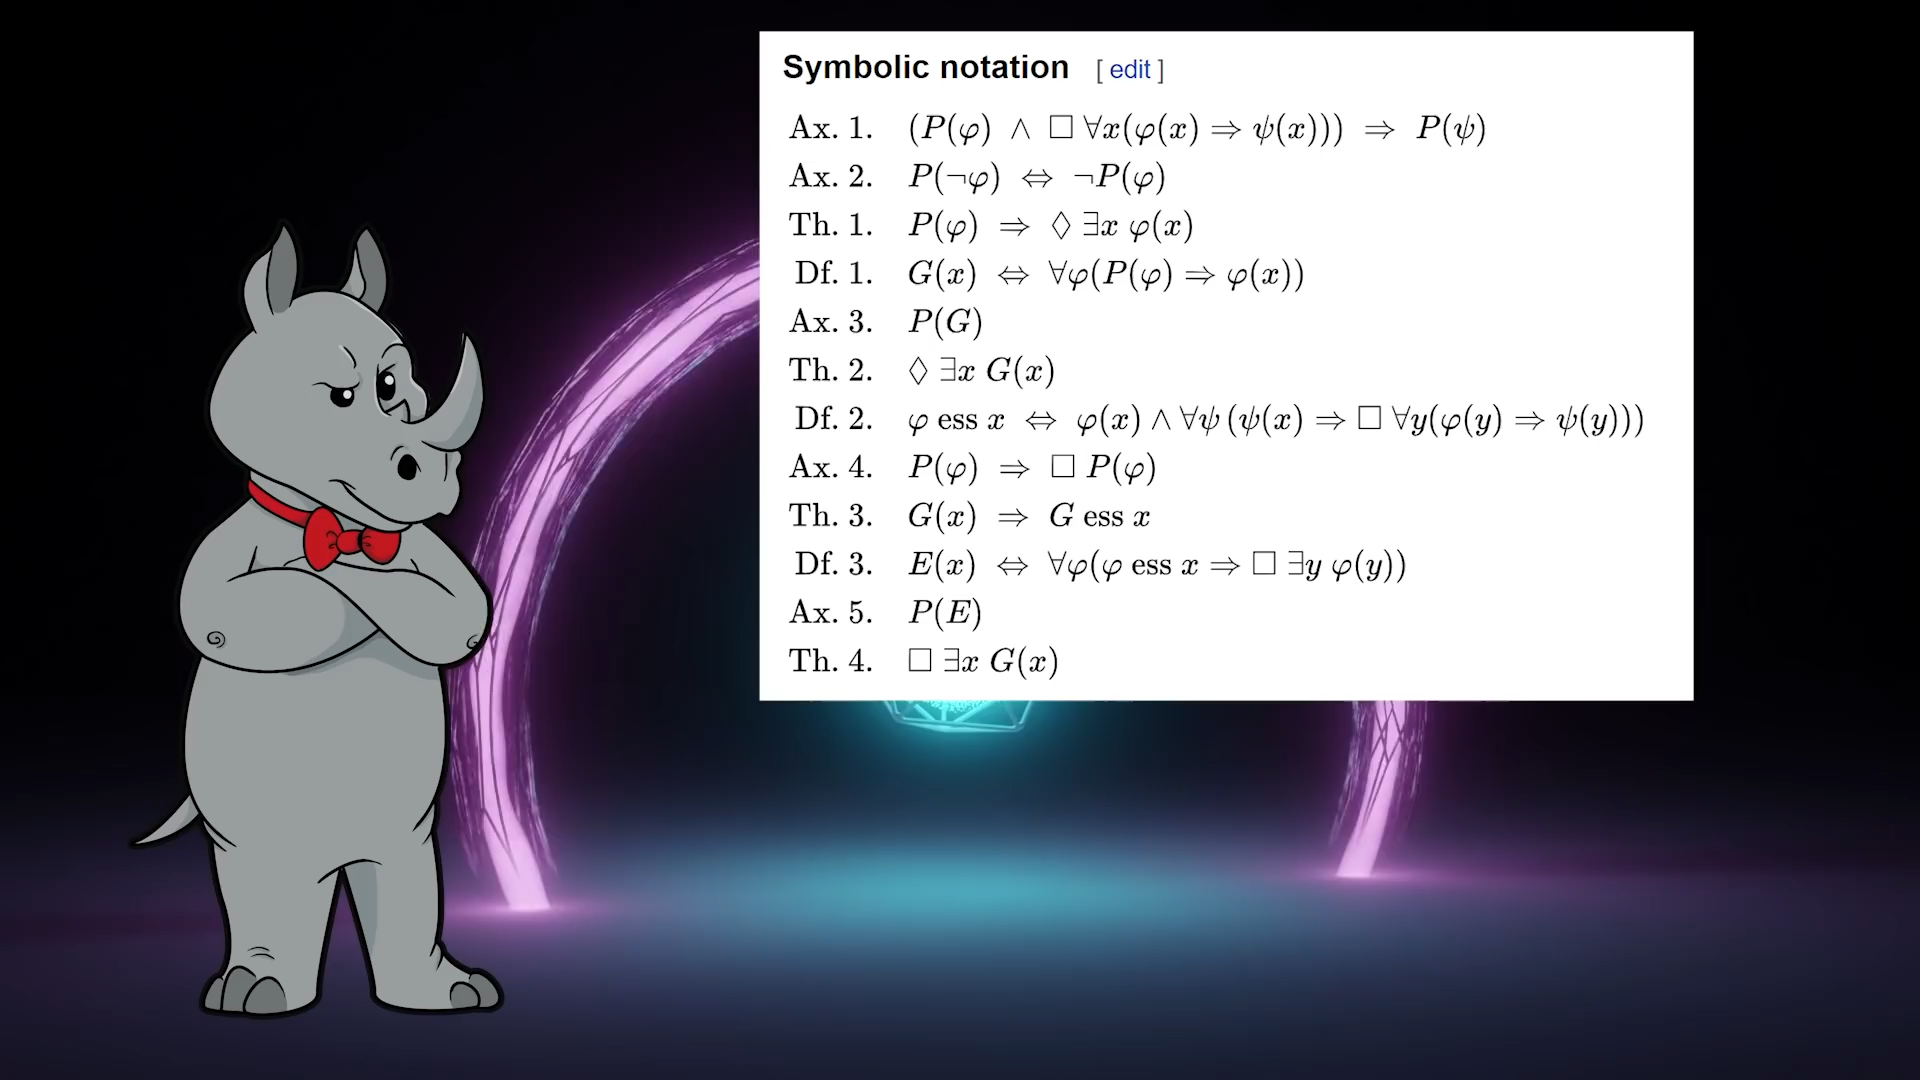 Symbolic notation [ edit ]
Ax. 1. (P(φ) ∧ □ ∀x(φ(x) ⇒ ψ(x))) ⇒ P(ψ)
Ax. 2. P(¬φ) ⇔ ¬P(φ)
Th. 1. P(φ) ⇒ ◊ ∃x φ(x)
Df. 1. G(x) ⇔ ∀φ(P(φ) ⇒ φ(x))
Ax. 3. P(G)
Th. 2. ◊ ∃x G(x)
Df. 2. φ ess x ⇔ φ(x) ∧ ∀ψ (ψ(x) ⇒ □ ∀y(φ(y) ⇒ ψ(y)))
Ax. 4. P(φ) ⇒ □ P(φ)
Th. 3. G(x) ⇒ G ess x
Df. 3. E(x) ⇔ ∀φ(φ ess x ⇒ □ ∃y φ(y))
Ax. 5. P(E)
Th. 4. □ ∃x G(x)